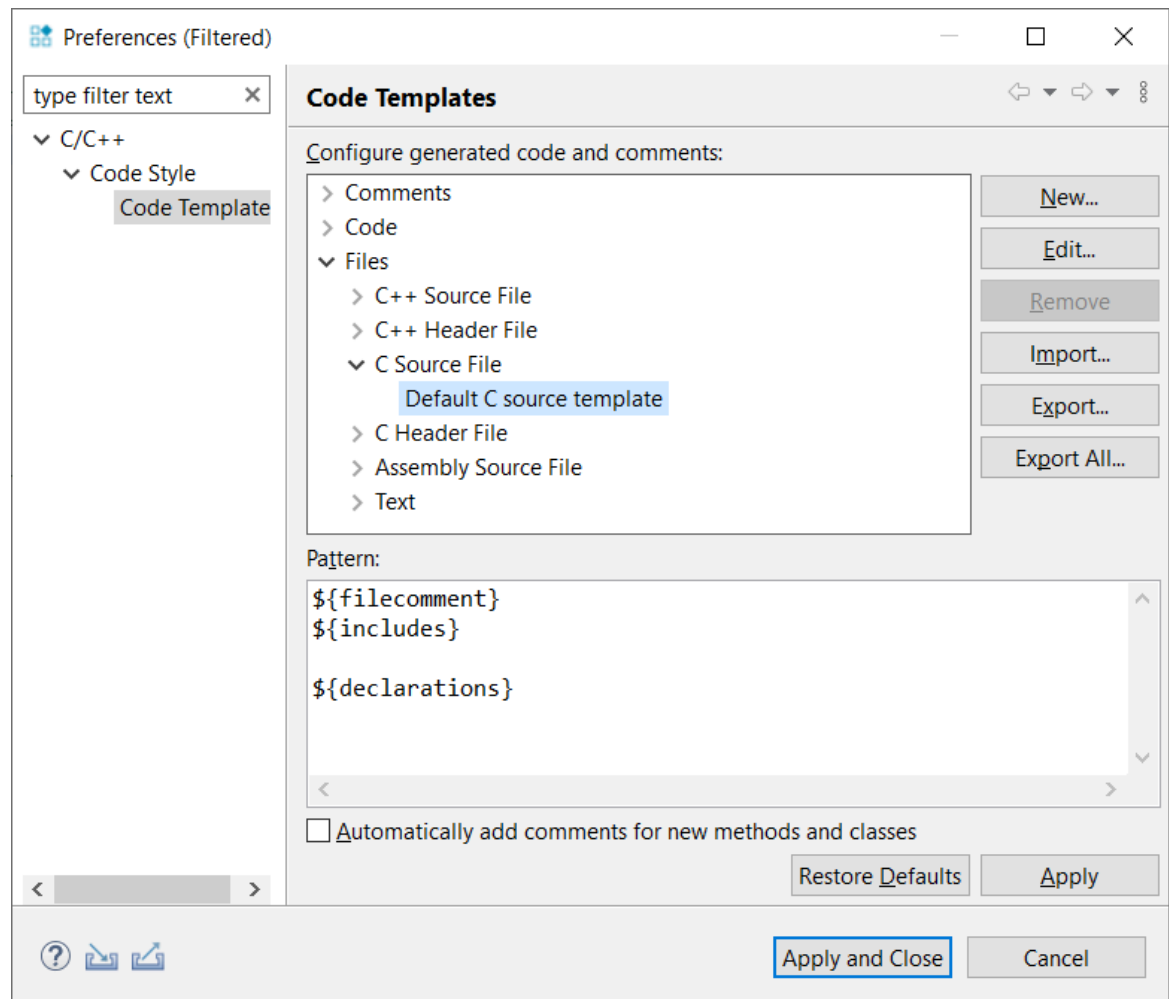 Preferences (Filtered)
type filter text
C/C++
Code Style
Code Template
Code Templates
Configure generated code and comments:
Comments
Code
Files
C++ Source File
C++ Header File
C Source File
Default C source template
C Header File
Assembly Source File
Text
New...
Edit...
Remove
Import...
Export...
Export All...
Pattern:
${filecomment}
${includes}
${declarations}
Automatically add comments for new methods and classes
Restore Defaults
Apply
Apply and Close
Cancel